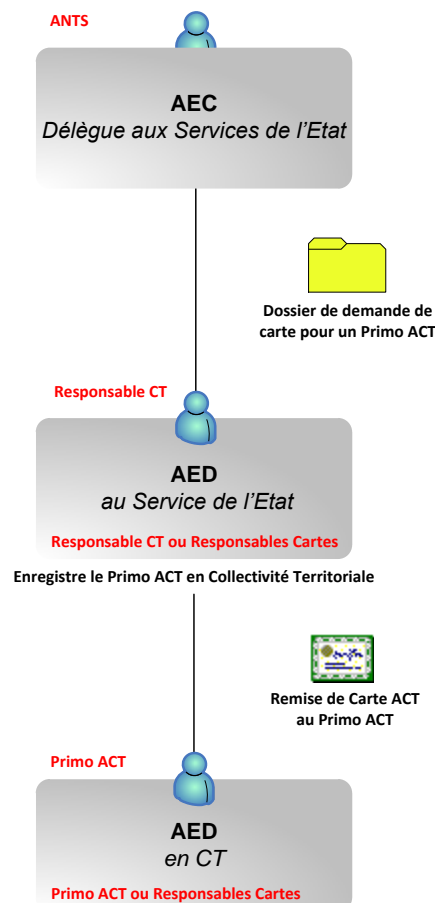 ANTS
AEC
Délègue aux Services de l'Etat
Dossier de demande de
carte pour un Primo ACT
Responsable CT
AED
au Service de l'Etat
Responsable CT ou Responsables Cartes
Enregistre le Primo ACT en Collectivité Territoriale
Remise de Carte ACT
au Primo ACT
Primo ACT
AED
en CT
Primo ACT ou Responsables Cartes